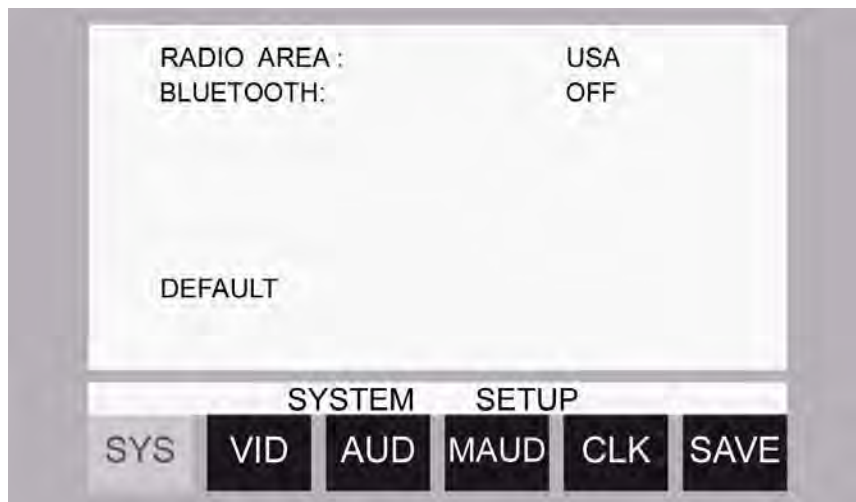 RADIO AREA : USA
BLUETOOTH: OFF
DEFAULT
SYSTEM SETUP
SYS VID AUD MAUD CLK SAVE